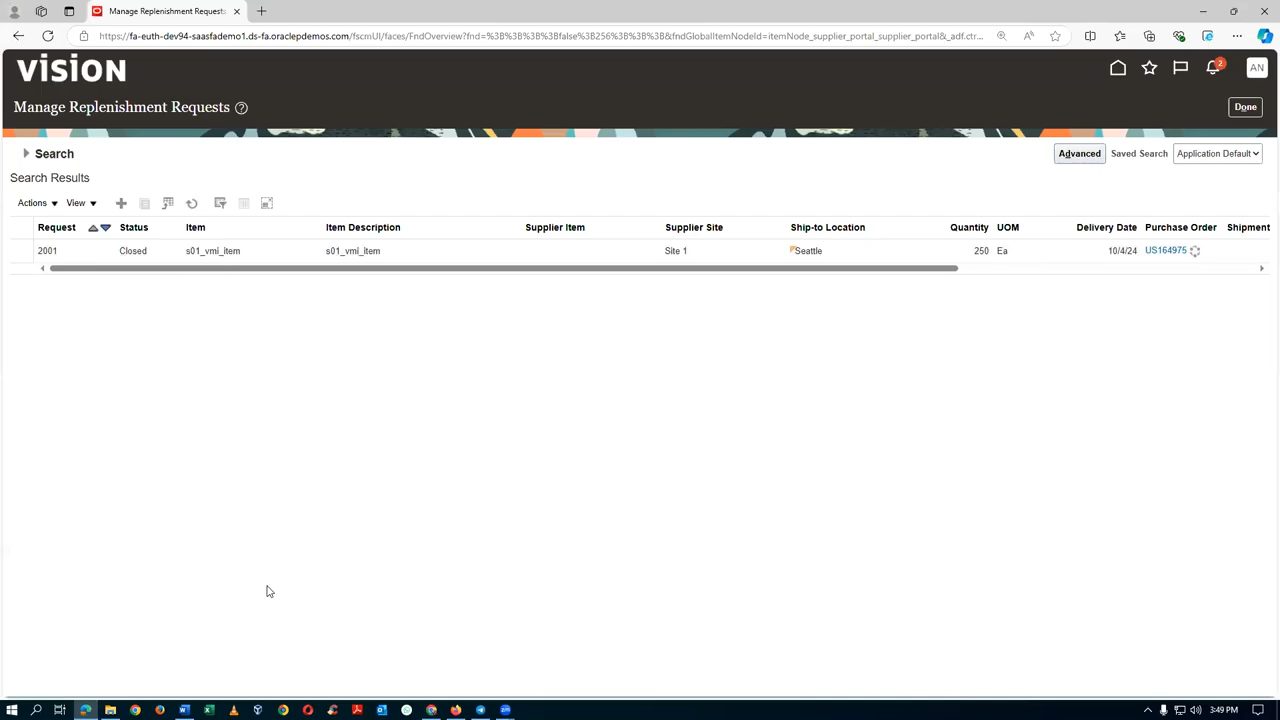 Manage Replenishment Requests
https://fa-euth-dev94-saasfademo1.ds-fa.oraclepdemos.com/fscmUI/faces/FndOverview?fnd=%3B%3B%3B%3Bfalse%3B256%3B%3B%3B&fndGlobalItemNodeId=itemNode_supplier_portal_supplier_portal&_adf.ctr...
VISION
2
AN
Manage Replenishment Requests ?
Done
Search
Advanced Saved Search Application Default
Search Results
Actions View
Request Status Item Item Description Supplier Item Supplier Site Ship-to Location Quantity UOM Delivery Date Purchase Order Shipment
2001 Closed s01_vmi_item s01_vmi_item Site 1 Seattle 250 Ea 10/4/24 US164975
3:49 PM